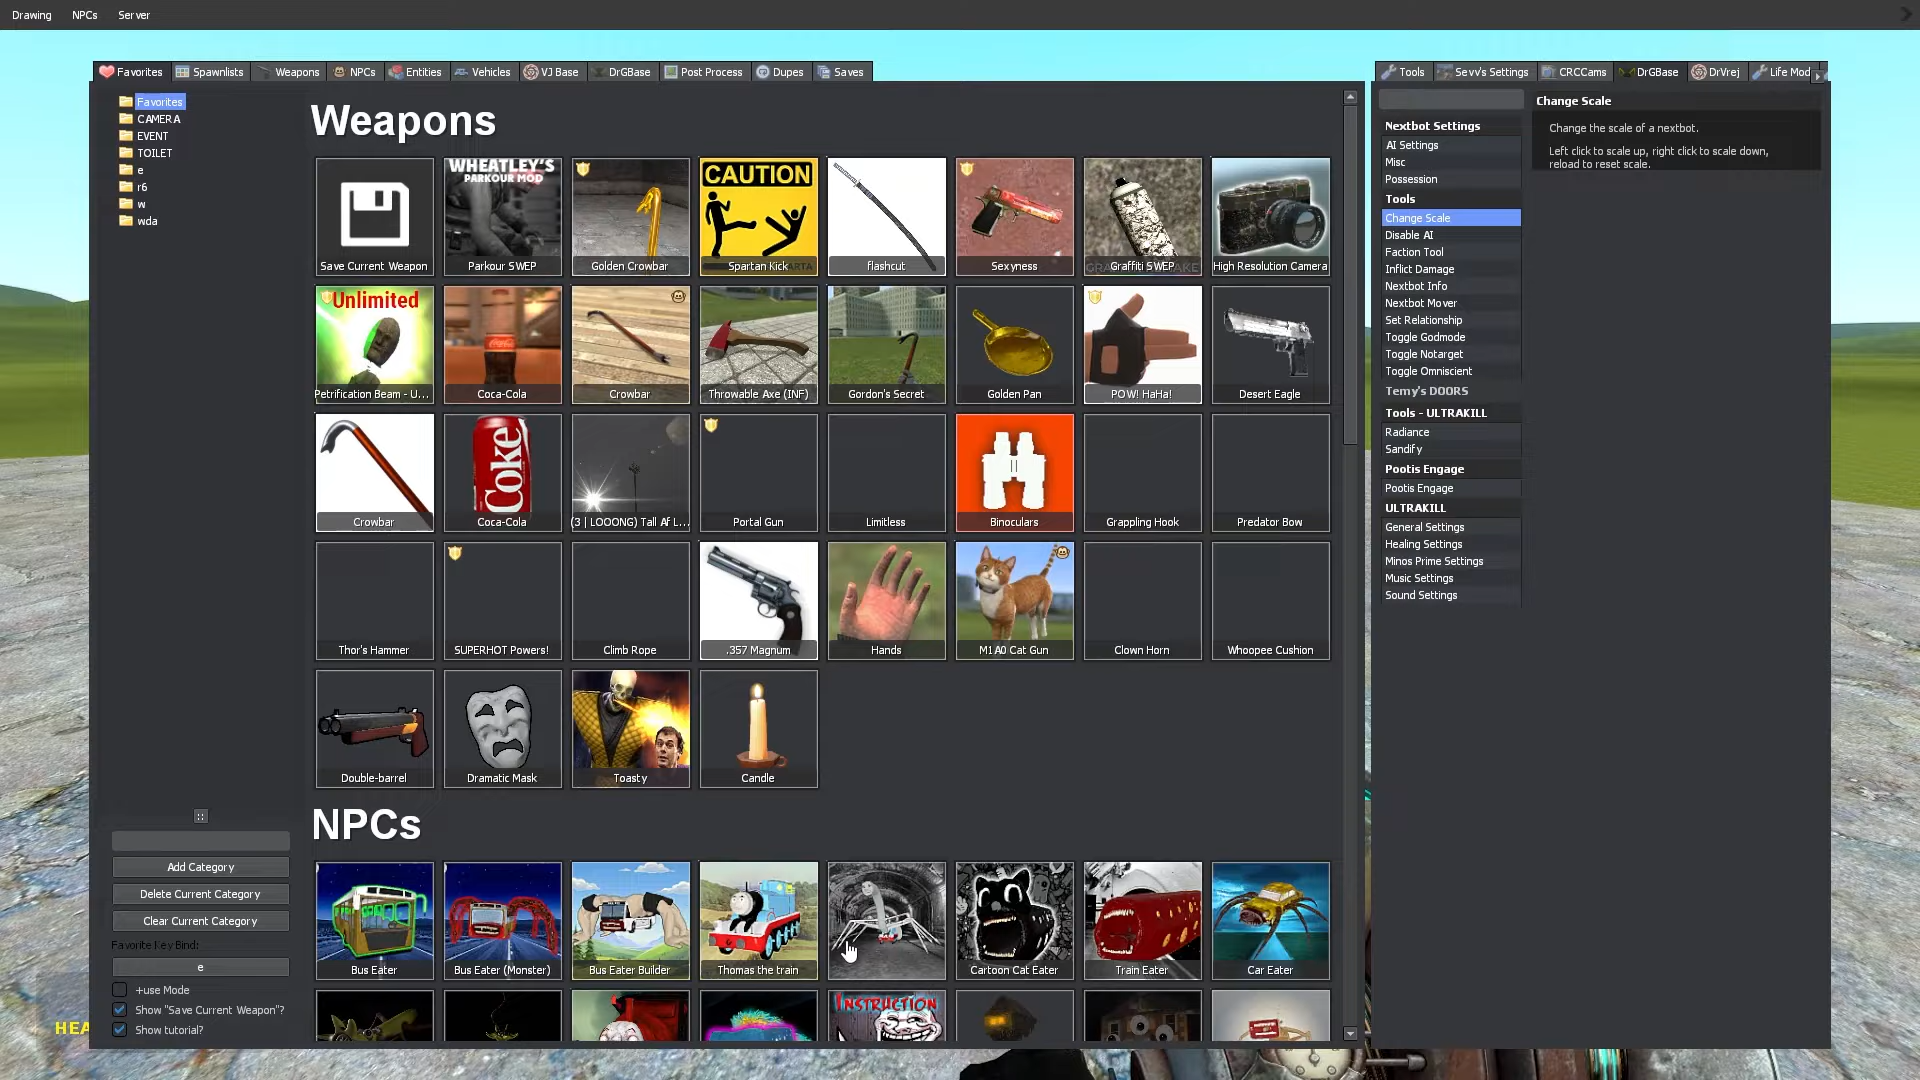 Drawing NPCs Server
Favorites Spawnlists Weapons NPCs Entities Vehicles VJ Base DrGBase Post Process Dupes Saves
Favorites
CAMERA
EVENT
TOILET
e
r6
w
wda
Weapons
WHEATLEY'S
PARKOUR MOD
CAUTION
Save Current Weapon Parkour SWEP Golden Crowbar Spartan Kick flashcut Sexyness Graffiti SWEP High Resolution Camera
Unlimited
Petrification Beam - U... Coca-Cola Crowbar Throwable Axe (INF) Gordon's Secret Golden Pan POW! HaHa! Desert Eagle
Coke
Crowbar Coca-Cola (3 | LOOONG) Tall Af L... Portal Gun Limitless Binoculars Grappling Hook Predator Bow
Thor's Hammer SUPERHOT Powers! Climb Rope .357 Magnum Hands M1A0 Cat Gun Clown Horn Whoopee Cushion
Double-barrel Dramatic Mask Toasty Candle
NPCs
Bus Eater Bus Eater (Monster) Bus Eater Builder Thomas the train Cartoon Cat Eater Train Eater Car Eater
INSTRUCTION
Add Category
Delete Current Category
Clear Current Category
Favorite Key Bind:
e
+use Mode
Show "Save Current Weapon"?
Show tutorial?
HEA
Tools Sevv's Settings CRCCams DrGBase DrVrej Life Mod
Nextbot Settings
AI Settings
Misc
Possession
Tools
Change Scale
Disable AI
Faction Tool
Inflict Damage
Nextbot Info
Nextbot Mover
Set Relationship
Toggle Godmode
Toggle Notarget
Toggle Omniscient
Temy's DOORS
Tools - ULTRAKILL
Radiance
Sandify
Pootis Engage
Pootis Engage
ULTRAKILL
General Settings
Healing Settings
Minos Prime Settings
Music Settings
Sound Settings
Change Scale
Change the scale of a nextbot.
Left click to scale up, right click to scale down,
reload to reset scale.